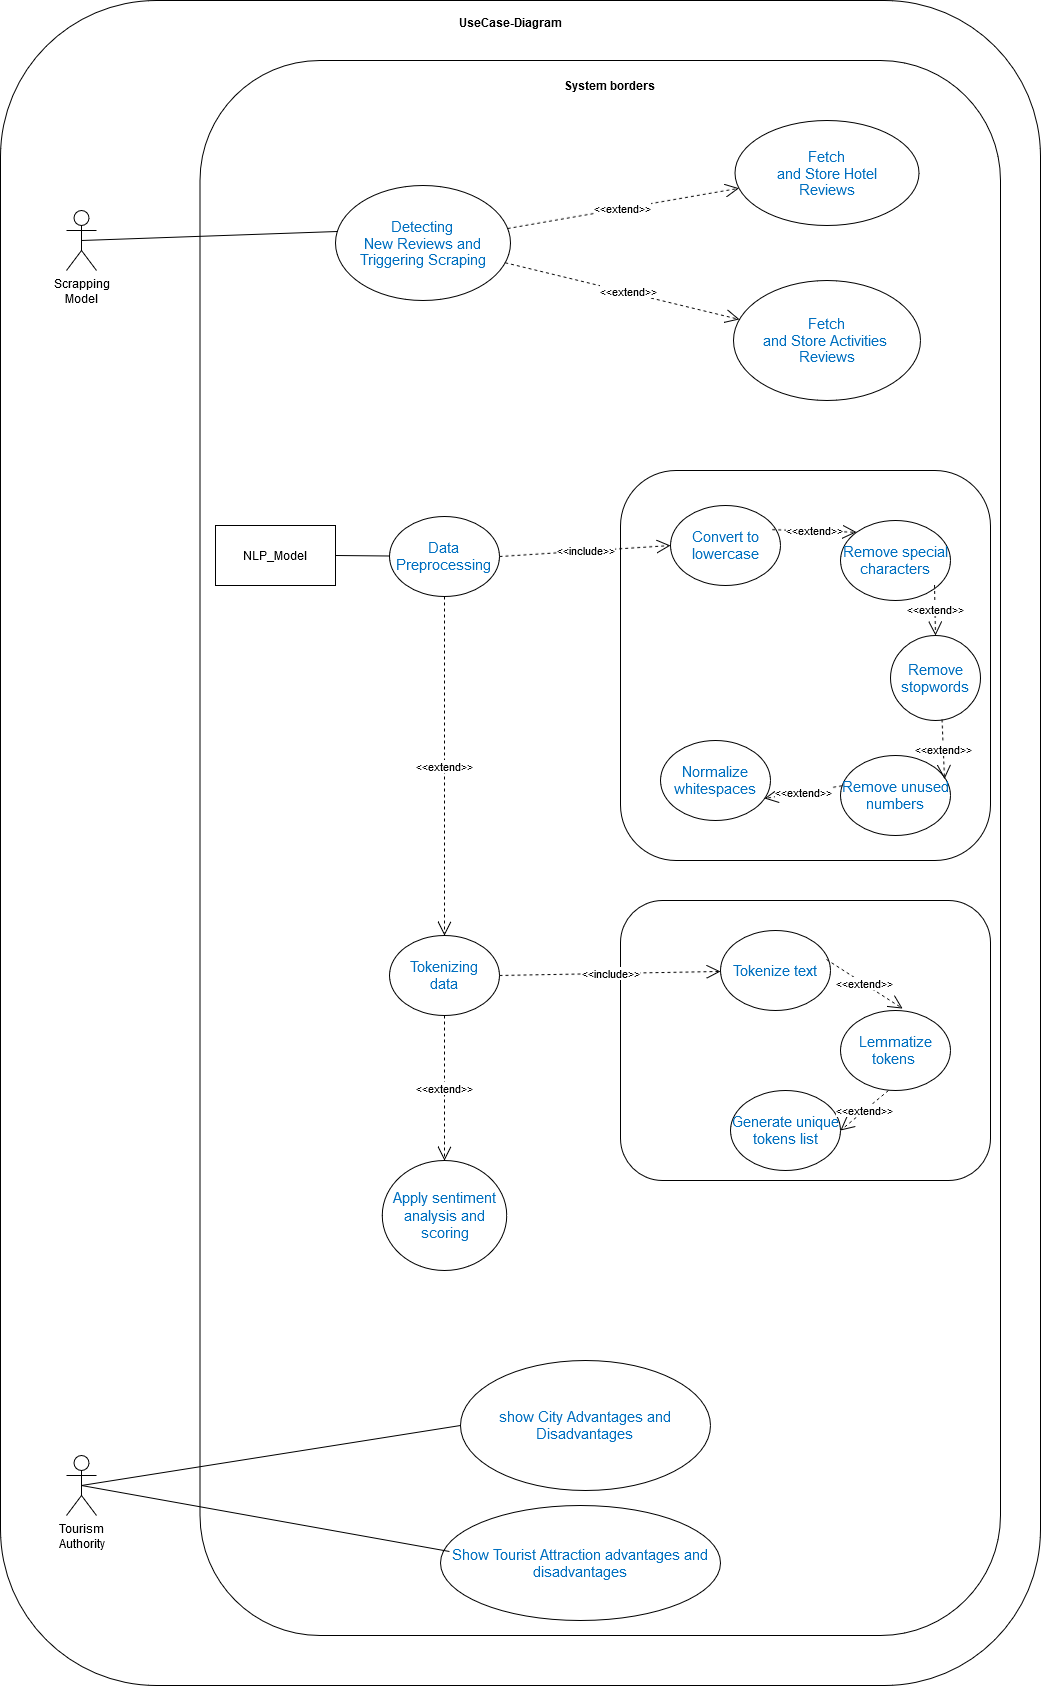 UseCase-Diagram
System borders
Fetch
and Store Hotel
Reviews
<<extend>>
Detecting
New Reviews and
Triggering Scraping
Scrapping
Model
<<extend>>
Fetch
and Store Activities
Reviews
NLP_Model
Data
Preprocessing
<<include>>
Convert to
lowercase
<<extend>>
Remove special
characters
<<extend>>
Remove
stopwords
<<extend>>
Remove unused
numbers
<<extend>>
Normalize
whitespaces
<<extend>>
Tokenizing
data
<<include>>
Tokenize text
<<extend>>
Lemmatize
tokens
<<extend>>
Generate unique
tokens list
<<extend>>
Apply sentiment
analysis and
scoring
show City Advantages and
Disadvantages
Tourism
Authority
Show Tourist Attraction advantages and
disadvantages